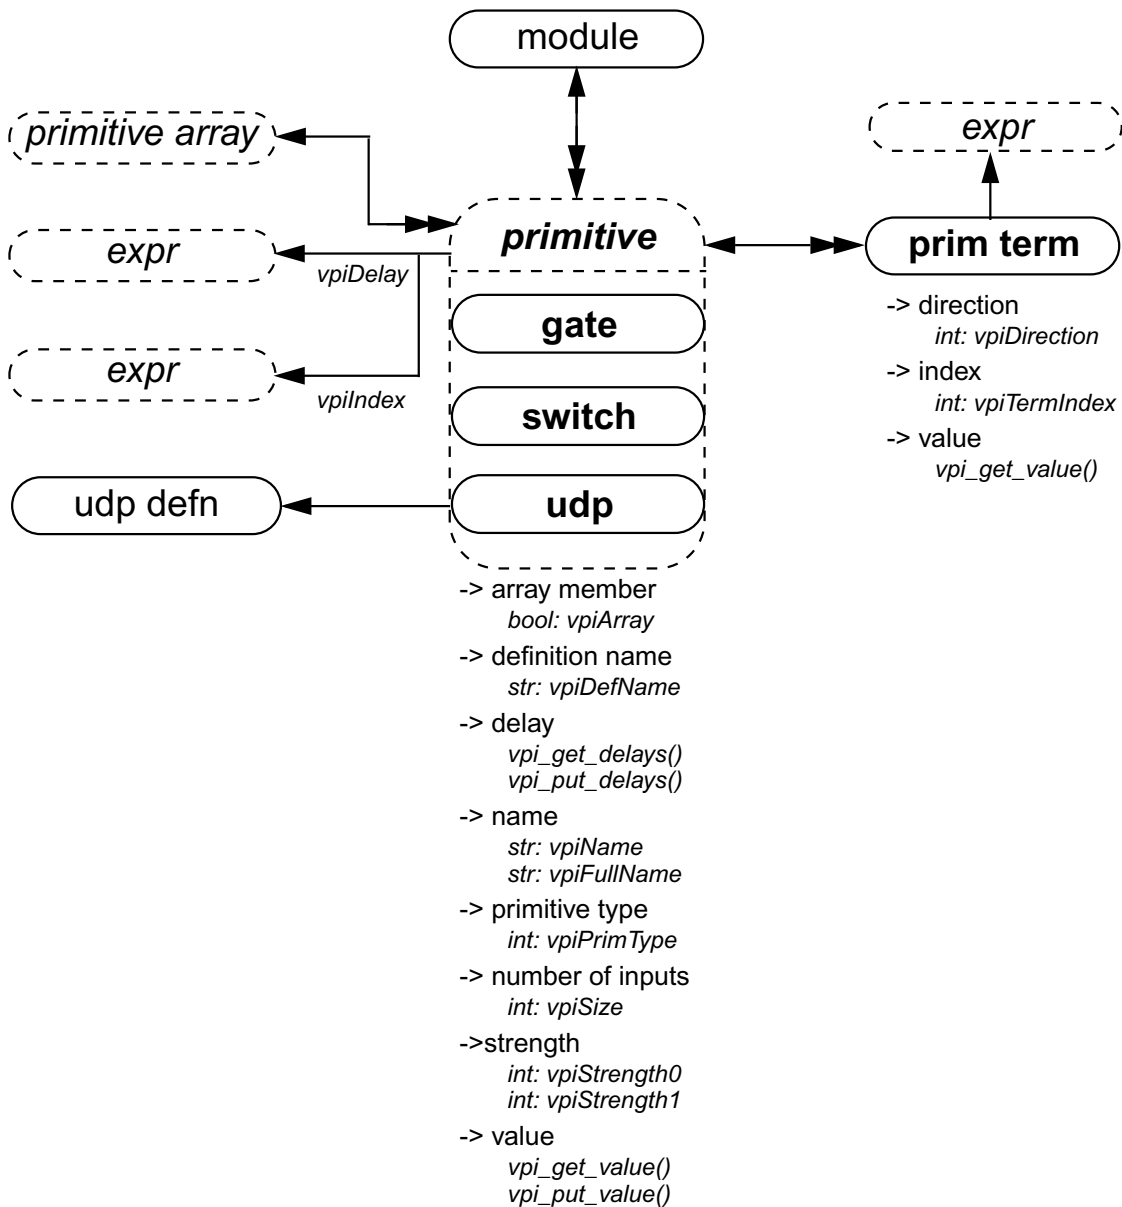 module
primitive array
expr
primitive
expr
prim term
vpiDelay
-> direction
int: vpiDirection
gate
expr
-> index
int: vpiTermIndex
vpiIndex
switch
-> value
vpi_get_value()
udp defn
udp
-> array member
bool: vpiArray
-> definition name
str: vpiDefName
-> delay
vpi_get_delays()
vpi_put_delays()
-> name
str: vpiName
str: vpiFullName
-> primitive type
int: vpiPrimType
-> number of inputs
int: vpiSize
->strength
int: vpiStrength0
int: vpiStrength1
-> value
vpi_get_value()
vpi_put_value()